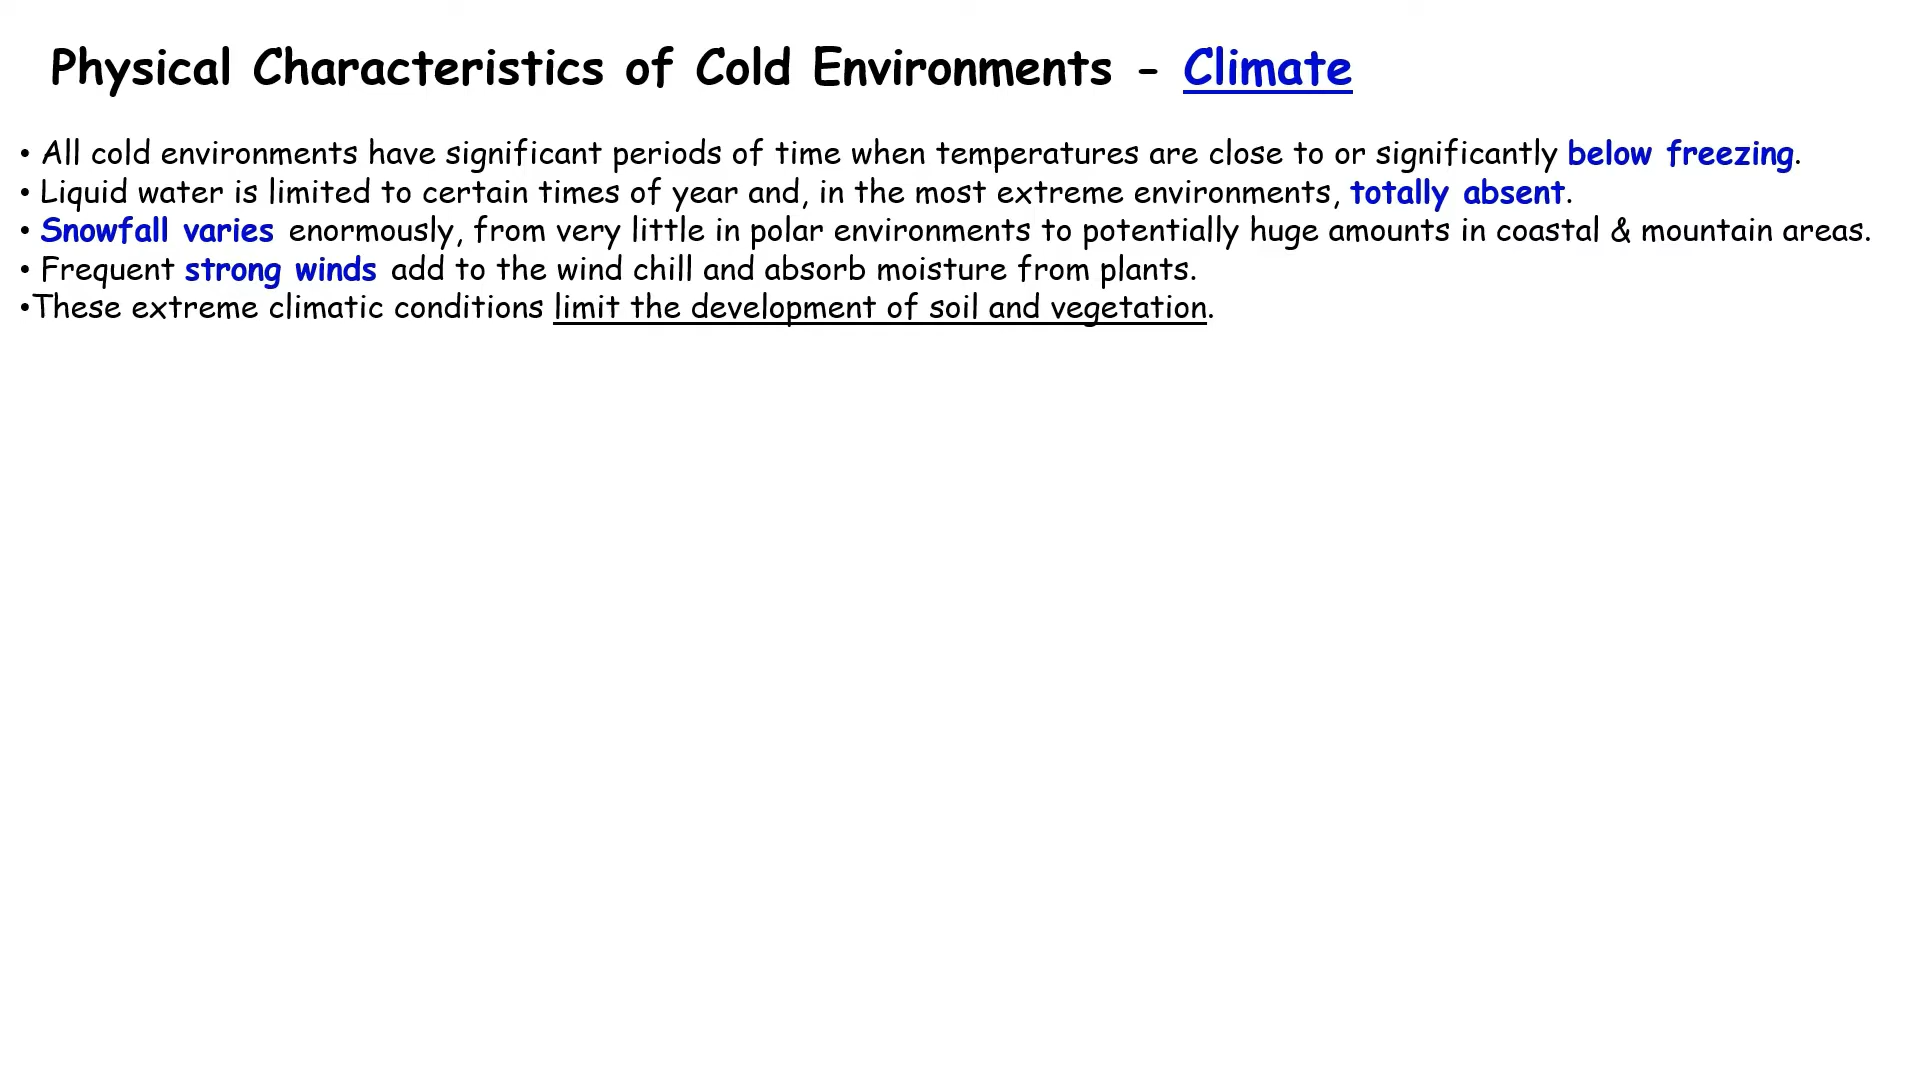 Physical Characteristics of Cold Environments - Climate
• All cold environments have significant periods of time when temperatures are close to or significantly below freezing.
• Liquid water is limited to certain times of year and, in the most extreme environments, totally absent.
• Snowfall varies enormously, from very little in polar environments to potentially huge amounts in coastal & mountain areas.
• Frequent strong winds add to the wind chill and absorb moisture from plants.
•These extreme climatic conditions limit the development of soil and vegetation.